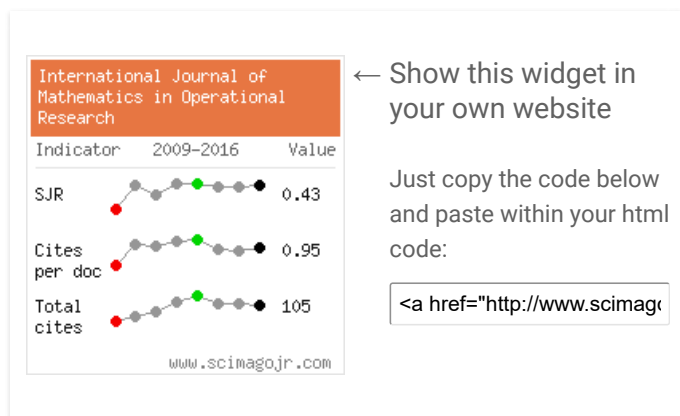 International Journal of
Mathematics in Operational
Research
Indicator 2009-2016 Value
SJR 0.43
Cites
per doc 0.95
Total
cites 105
www.scimagojr.com
← Show this widget in
your own website
Just copy the code below
and paste within your html
code:
<a href="http://www.scimag